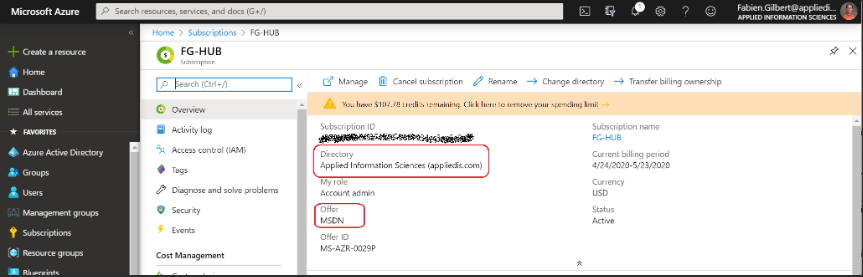 Microsoft Azure
Search resources, services, and docs (G+/)
1
Fabien.Gilbert@appliedi...
APPLIED INFORMATION SCIENCES
Create a resource
Home
Dashboard
All services
FAVORITES
Azure Active Directory
Groups
Users
Management groups
Subscriptions
Resource groups
Blueprints
Home > Subscriptions > FG-HUB
FG-HUB
Subscription
Search (Ctrl+/)
Overview
Activity log
Access control (IAM)
Tags
Diagnose and solve problems
Security
Events
Cost Management
Manage
Cancel subscription
Rename
Change directory
Transfer billing ownership
You have $107.78 credits remaining. Click here to remove your spending limit →
Subscription ID
Directory
Applied Information Sciences (appliedis.com)
My role
Account admin
Offer
MSDN
Offer ID
MS-AZR-0029P
Subscription name
FG-HUB
Current billing period
4/24/2020-5/23/2020
Currency
USD
Status
Active